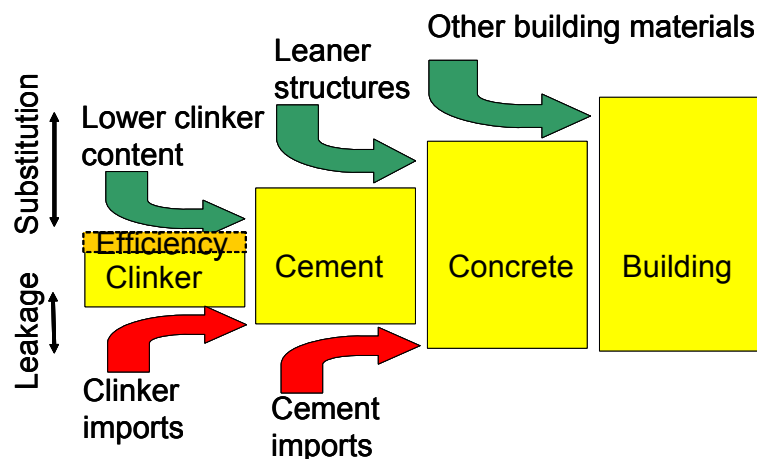 Other building materials
Leaner
structures
Substitution
Lower clinker
content
Efficiency
Clinker
Cement
Concrete
Building
Leakage
Clinker
imports
Cement
imports